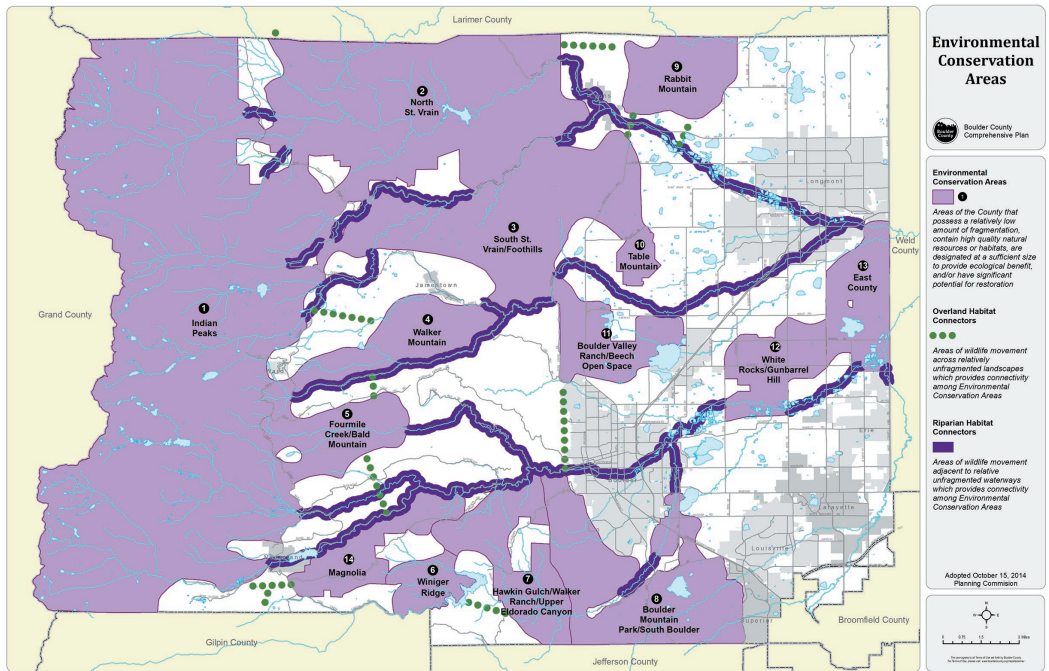 Larimer County
Grand County
Weld
County
Gilpin County
Jefferson County
Broomfield County
1
Indian
Peaks
2
North
St. Vrain
3
South St.
Vrain/Foothills
4
Walker
Mountain
5
Fourmile
Creek/Bald
Mountain
6
Winiger
Ridge
7
Hawkin Gulch/Walker
Ranch/Upper
Eldorado Canyon
8
Boulder
Mountain
Park/South Boulder
9
Rabbit
Mountain
10
Table
Mountain
11
Boulder Valley
Ranch/Beech
Open Space
12
White
Rocks/Gunbarrel
Hill
13
East
County
14
Magnolia
Jamestown
Longmont
Erie
Lafayette
Louisville
Superior
Environmental
Conservation
Areas
Boulder
County
Boulder County
Comprehensive Plan
Environmental
Conservation Areas
1
Areas of the County that
possess a relatively low
amount of fragmentation,
contain high quality natural
resources or habitats, are
designated at a sufficient size
to provide ecological benefit,
and/or have significant
potential for restoration
Overland Habitat
Connectors
Areas of wildlife movement
across relatively
unfragmented landscapes
which provides connectivity
among Environmental
Conservation Areas
Riparian Habitat
Connectors
Areas of wildlife movement
adjacent to relative
unfragmented waterways
which provides connectivity
among Environmental
Conservation Areas
Adopted October 15, 2014
Planning Commision